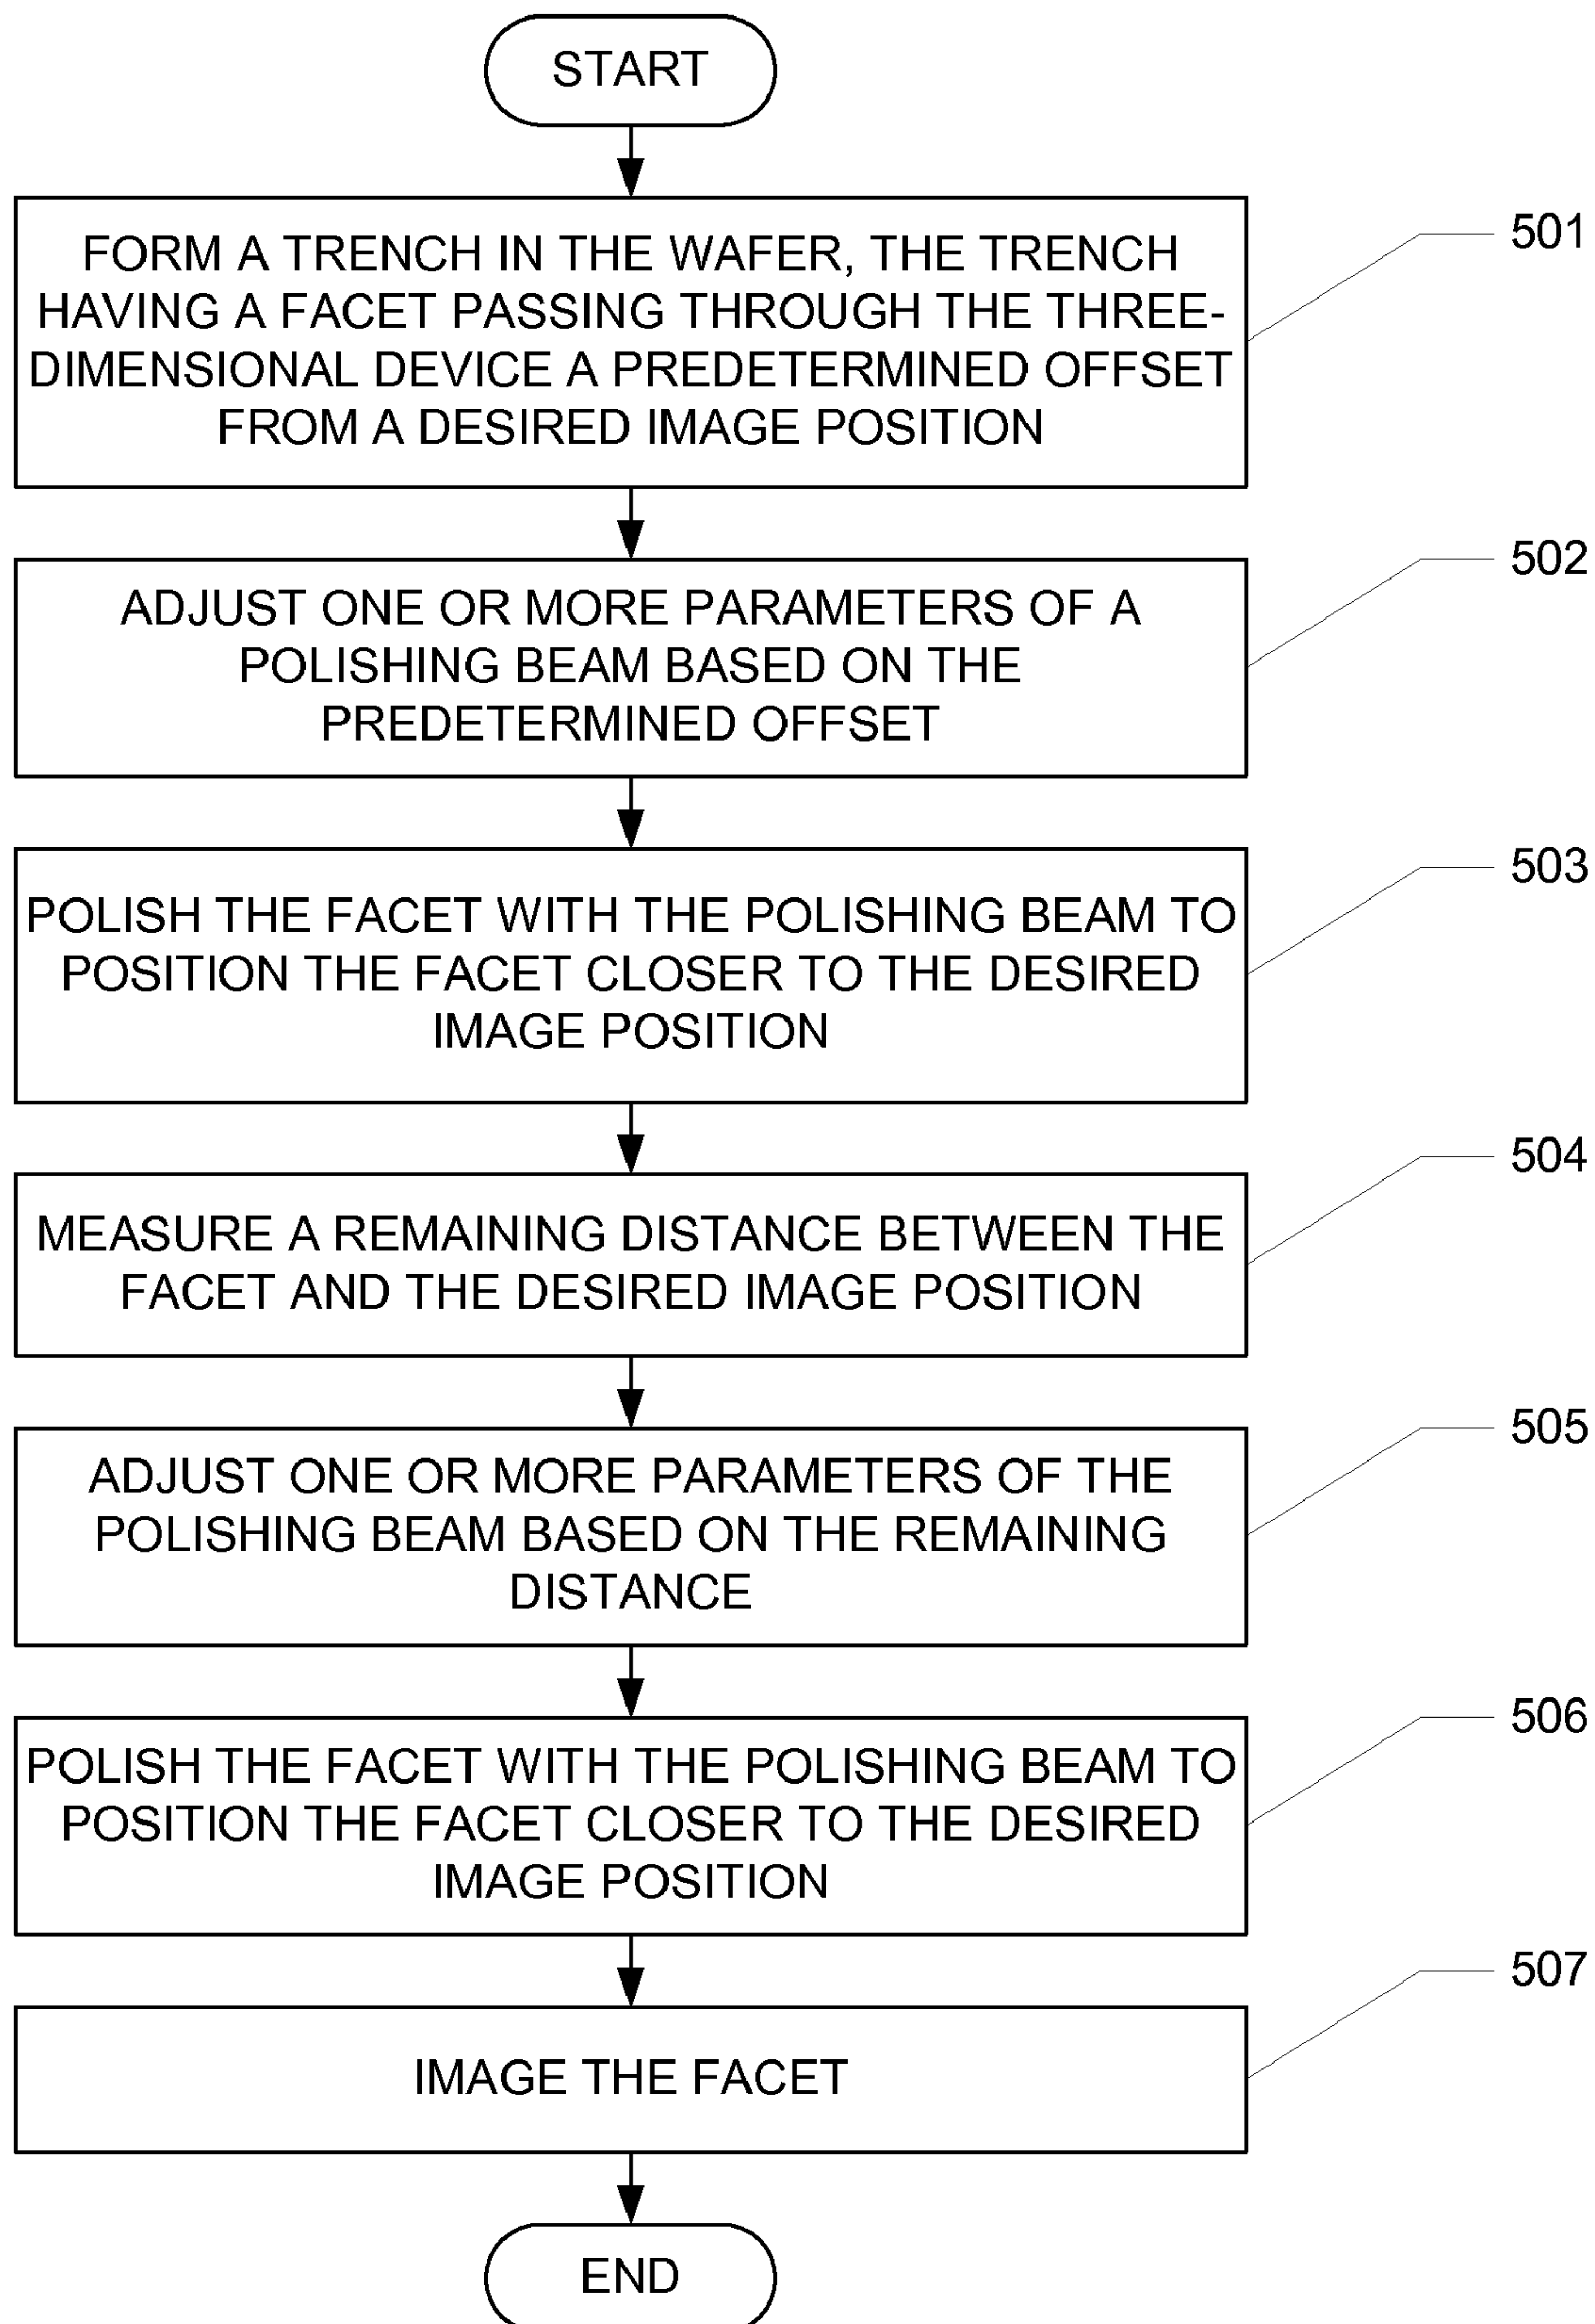 START
FORM A TRENCH IN THE WAFER, THE TRENCH
HAVING A FACET PASSING THROUGH THE THREE-
DIMENSIONAL DEVICE A PREDETERMINED OFFSET
FROM A DESIRED IMAGE POSITION
501
ADJUST ONE OR MORE PARAMETERS OF A
POLISHING BEAM BASED ON THE
PREDETERMINED OFFSET
502
POLISH THE FACET WITH THE POLISHING BEAM TO
POSITION THE FACET CLOSER TO THE DESIRED
IMAGE POSITION
503
MEASURE A REMAINING DISTANCE BETWEEN THE
FACET AND THE DESIRED IMAGE POSITION
504
ADJUST ONE OR MORE PARAMETERS OF THE
POLISHING BEAM BASED ON THE REMAINING
DISTANCE
505
POLISH THE FACET WITH THE POLISHING BEAM TO
POSITION THE FACET CLOSER TO THE DESIRED
IMAGE POSITION
506
IMAGE THE FACET
507
END